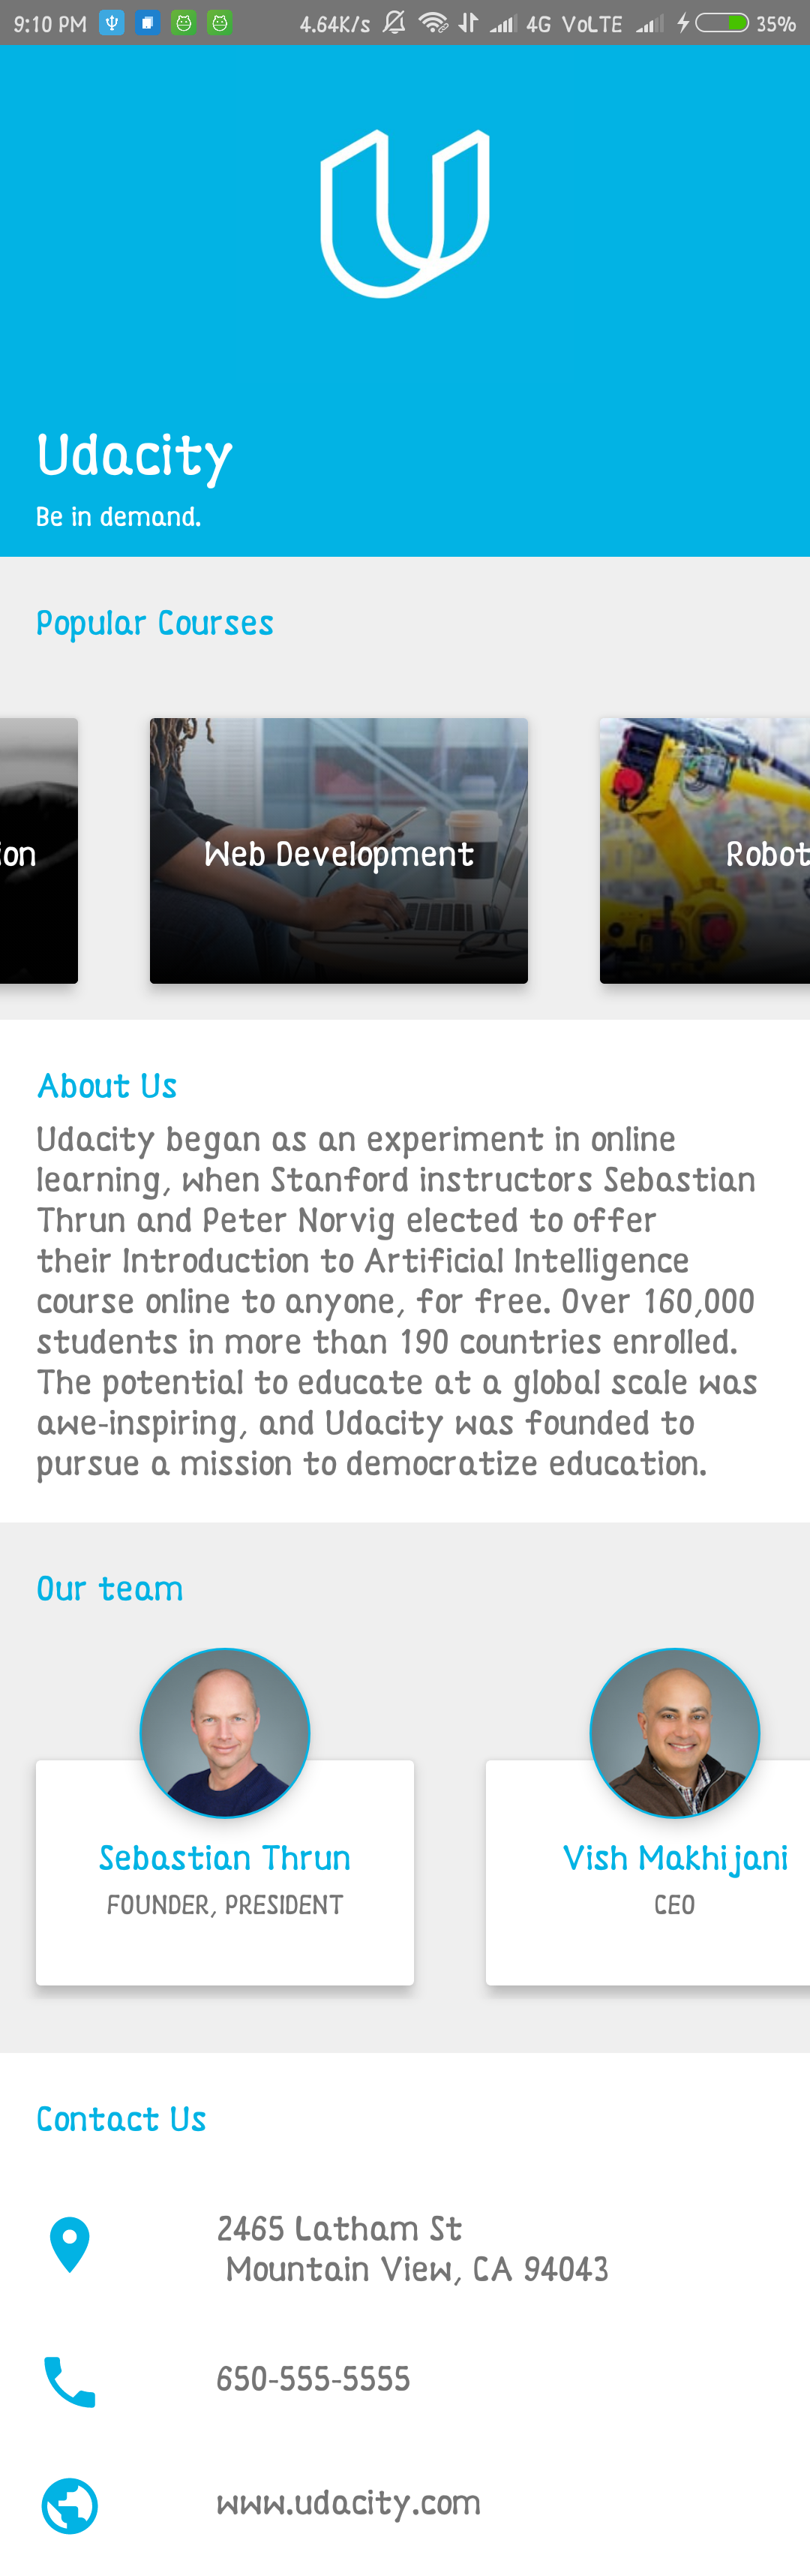 9:10 PM 4.64K/s 4G VoLTE 35%
Udacity
Be in demand.
Popular Courses
ion
Web Development
Robot
About Us
Udacity began as an experiment in online
learning, when Stanford instructors Sebastian
Thrun and Peter Norvig elected to offer
their Introduction to Artificial Intelligence
course online to anyone, for free. Over 160,000
students in more than 190 countries enrolled.
The potential to educate at a global scale was
awe-inspiring, and Udacity was founded to
pursue a mission to democratize education.
Our team
Sebastian Thrun
FOUNDER, PRESIDENT
Vish Makhijani
CEO
Contact Us
2465 Latham St
Mountain View, CA 94043
650-555-5555
www.udacity.com